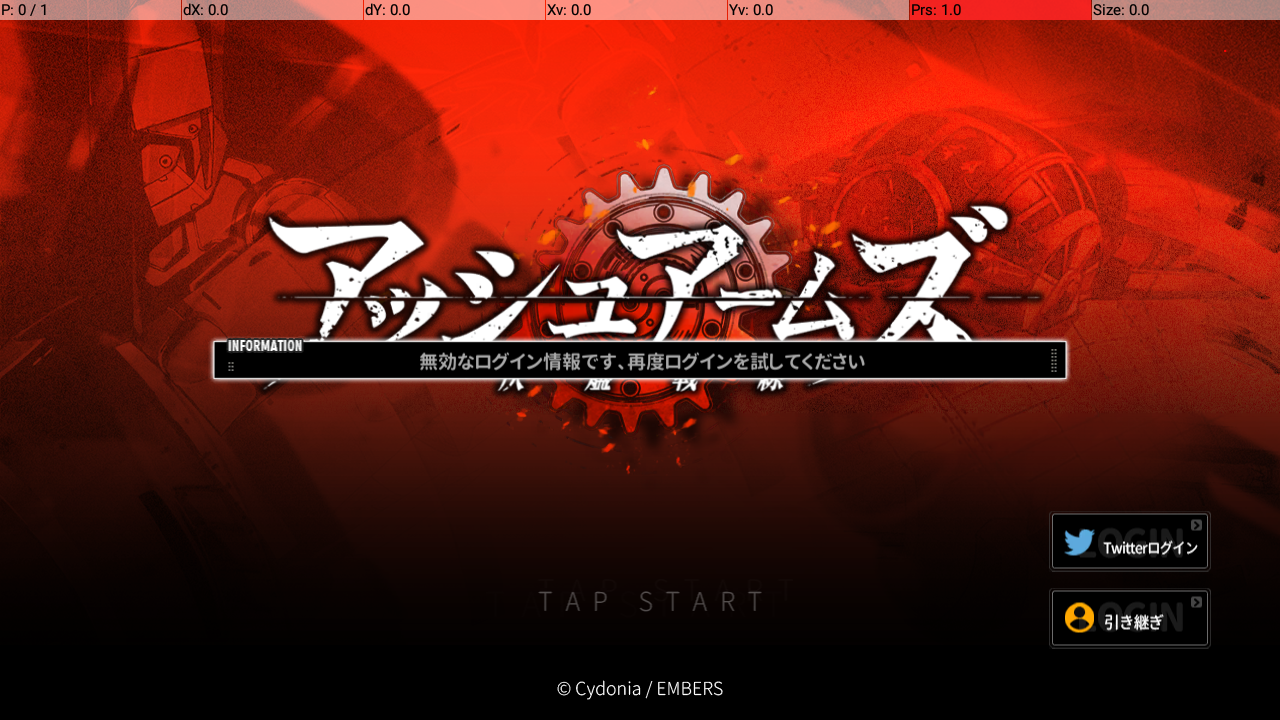 P: 0 / 1
dX: 0.0
dY: 0.0
Xv: 0.0
Yv: 0.0
Prs: 1.0
Size: 0.0
アッシュアームズ
INFORMATION
無効なログイン情報です、再度ログインを試してください
LOGIN
Twitterログイン
TAP START
LOGIN
引き継ぎ
© Cydonia / EMBERS